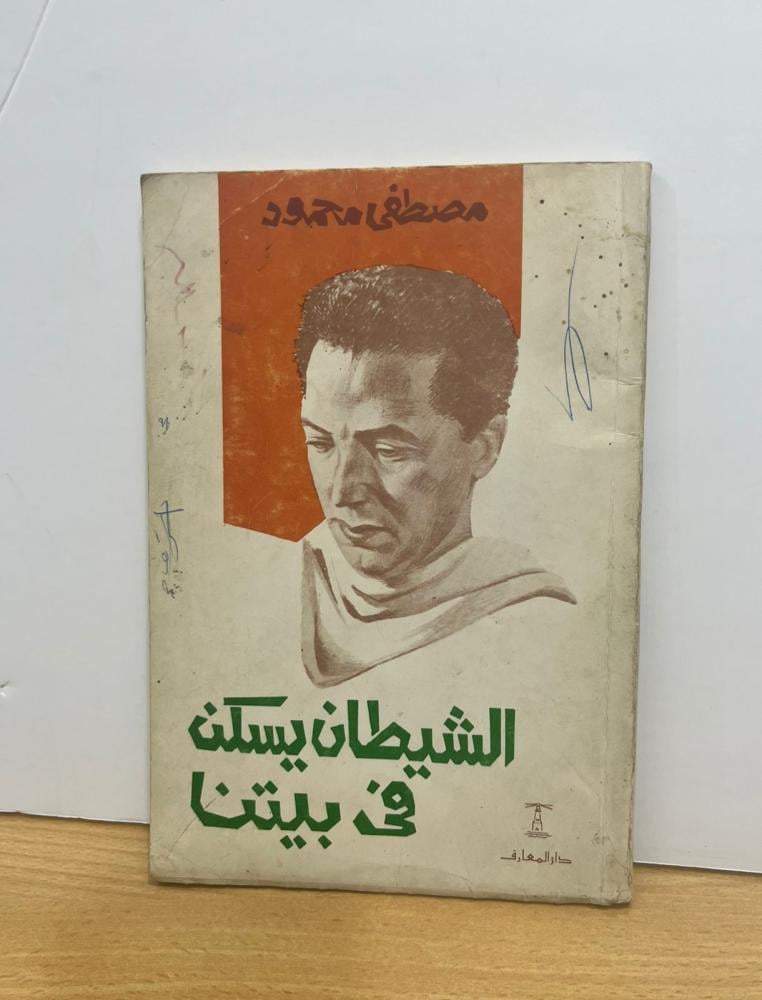 مصطفى محمود
الشيطان يسكن
فى بيتنا
دار المعارف